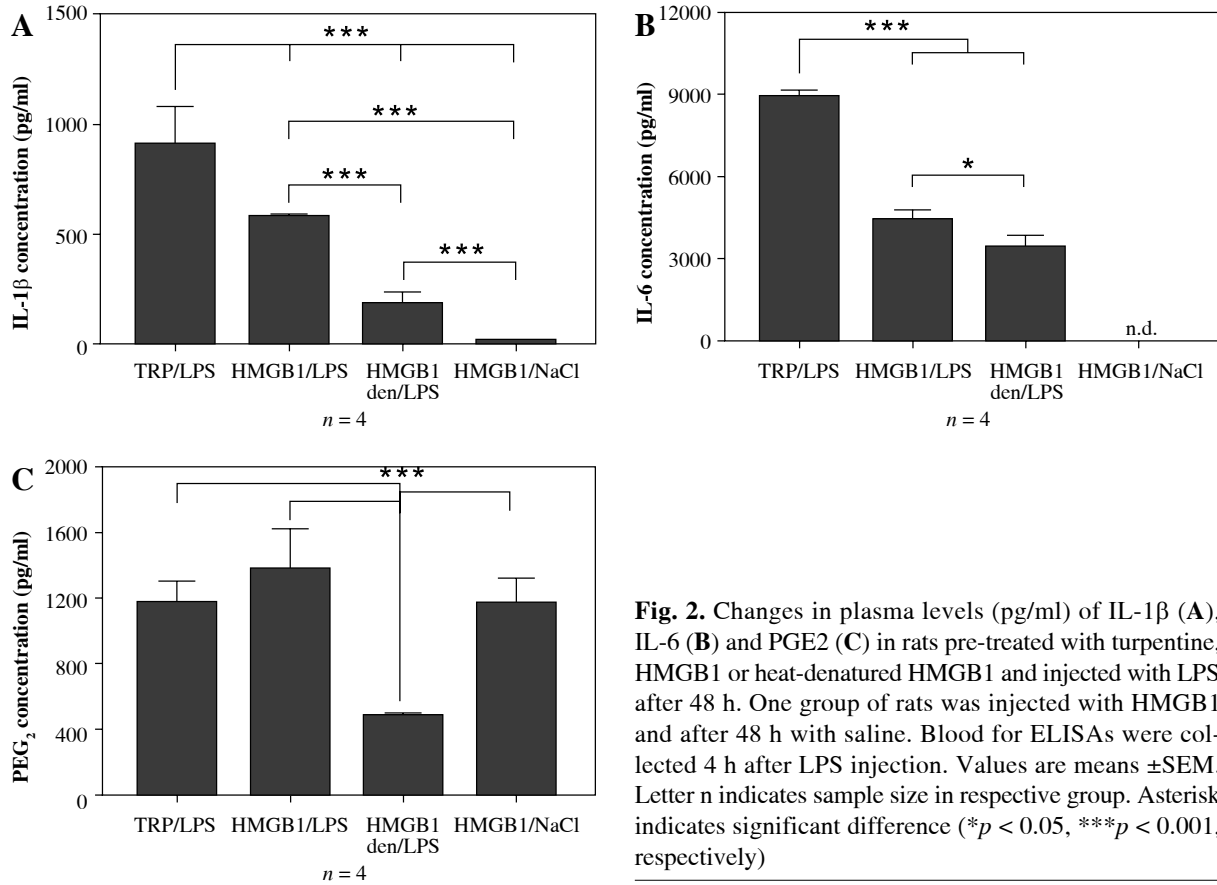 A
IL-1β concentration (pg/ml)
1500
1000
500
0
***
***
***
***
TRP/LPS HMGB1/LPS HMGB1 den/LPS HMGB1/NaCl
n = 4
B
IL-6 concentration (pg/ml)
12000
9000
6000
3000
0
***
*
n.d.
TRP/LPS HMGB1/LPS HMGB1 den/LPS HMGB1/NaCl
n = 4
C
PEG₂ concentration (pg/ml)
2000
1600
1200
800
400
0
***
TRP/LPS HMGB1/LPS HMGB1 den/LPS HMGB1/NaCl
n = 4
Fig. 2. Changes in plasma levels (pg/ml) of IL-1β (A),
IL-6 (B) and PGE2 (C) in rats pre-treated with turpentine,
HMGB1 or heat-denatured HMGB1 and injected with LPS
after 48 h. One group of rats was injected with HMGB1
and after 48 h with saline. Blood for ELISAs were col-
lected 4 h after LPS injection. Values are means ±SEM.
Letter n indicates sample size in respective group. Asterisk
indicates significant difference (*p < 0.05, ***p < 0.001,
respectively)